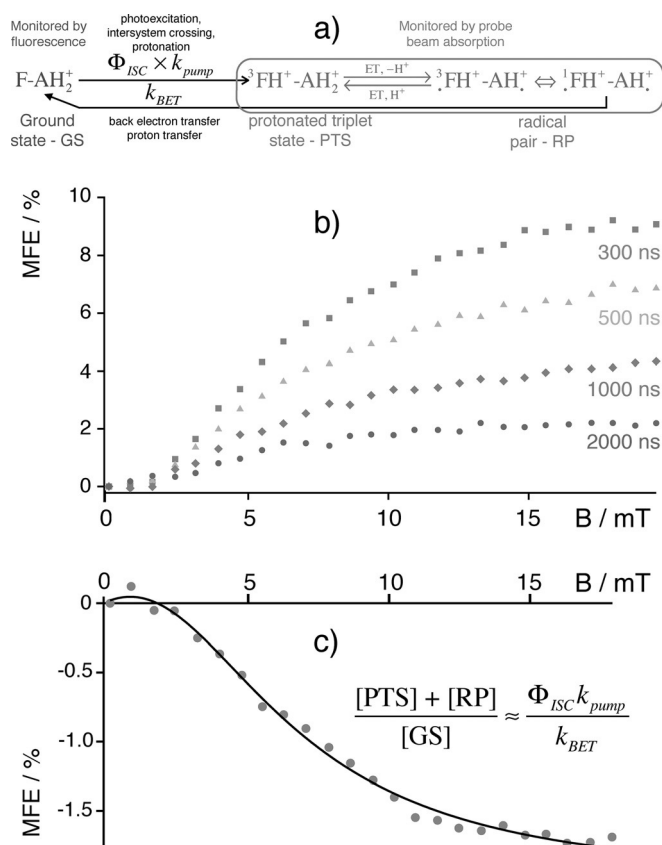 Monitored by
fluorescence
photoexcitation,
intersystem crossing,
protonation
a)
Monitored by probe
beam absorption
F-AH₂⁺
Φ_ISC × k_pump
k_BET
³FH⁺-AH₂⁺
ET, −H⁺
ET, H⁺
³FH⁺-AH⁺ ⇔ ¹FH⁺-AH⁺
Ground
state - GS
back electron transfer
proton transfer
protonated triplet
state - PTS
radical
pair - RP
b)
MFE / %
10
8
6
4
2
0
300 ns
500 ns
1000 ns
2000 ns
0 5 10 15 B / mT
0 5 10 15 B / mT
c)
MFE / %
0
-0.5
-1.0
-1.5
[PTS] + [RP]
[GS]
≈
Φ_ISC k_pump
k_BET